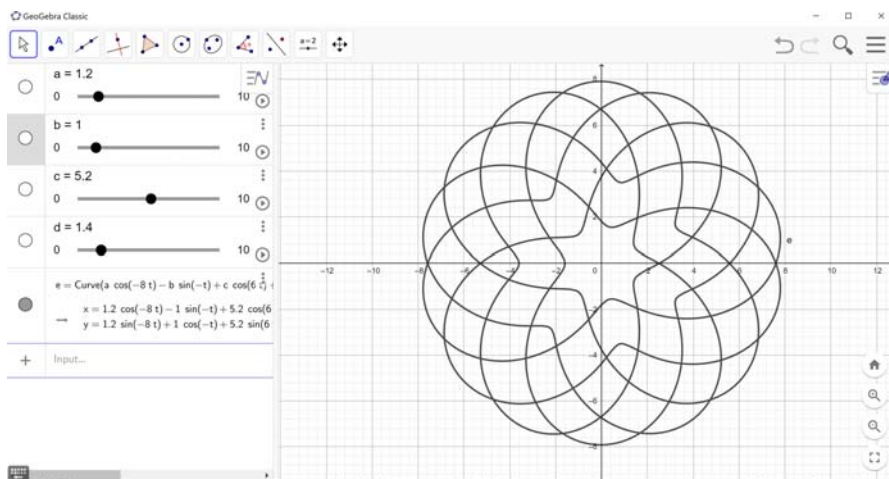 GeoGebra Classic
a=2
a = 1.2
0 10
b = 1
0 10
c = 5.2
0 10
d = 1.4
0 10
e = Curve(a cos(−8 t) − b sin(−t) + c cos(6 t) +
→ x = 1.2 cos(−8 t) − 1 sin(−t) + 5.2 cos(6
y = 1.2 sin(−8 t) + 1 cos(−t) + 5.2 sin(6
+ Input...
8
6
4
2
e
−12 −10 −8 −6 −4 −2 0 2 4 6 8 10 12
−2
−4
−6
−8